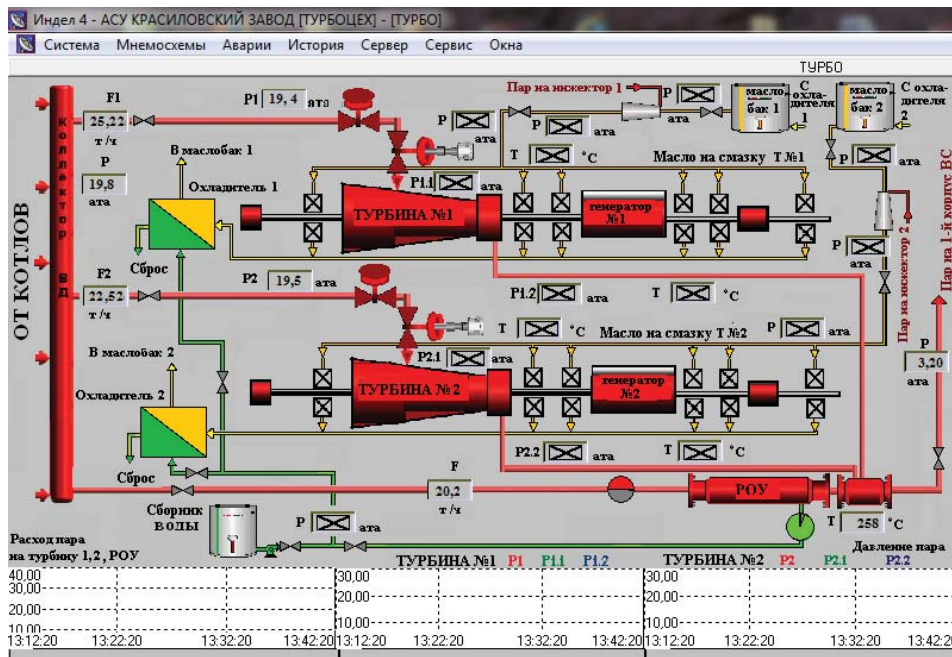 Индел 4 - АСУ КРАСИЛОВСКИЙ ЗАВОД [ТУРБОЦЕХ] - [ТУРБО]
Система Мнемосхемы Аварии История Сервер Сервис Окна
ТУРБО
F1
25,22
т/ч
P1 19,4 ата
Пар на инжектор 1
P
масло бак 1
С охладителя 1
масло бак 2
С охладителя 2
Коллектор ВД
ОТ КОТЛОВ
P
19,8
ата
P ата
P ата
ата
P ата
В маслобак 1
Охладитель 1
T °C
Масло на смазку Т №1
P1.1 ата
ТУРБИНА №1
генератор №1
Сброс
P ата
Пар на инжектор 2
Пар на 1-й корпус ВС
F2
22,52
т/ч
P2 19,5 ата
P1.2 ата
T °C
T °C
Масло на смазку Т №2
P ата
В маслобак 2
P2.1 ата
P
3,20
ата
Охладитель 2
ТУРБИНА №2
генератор №2
Сброс
P2.2 ата
T °C
F
20,2
т/ч
РОУ
Сборник воды
P ата
T 258 °C
Расход пара
на турбину 1,2, РОУ
ТУРБИНА №1 P1 P1.1 P1.2
ТУРБИНА №2 P2 P2.1 P2.2
Давление пара
40,00
30,00
20,00
10,00
30,00
20,00
30,00
20,00
13:12:20 13:22:20 13:32:20 13:42:20 13:12:20 13:22:20 13:32:20 13:42:20 13:12:20 13:22:20 13:32:20 13:42:2